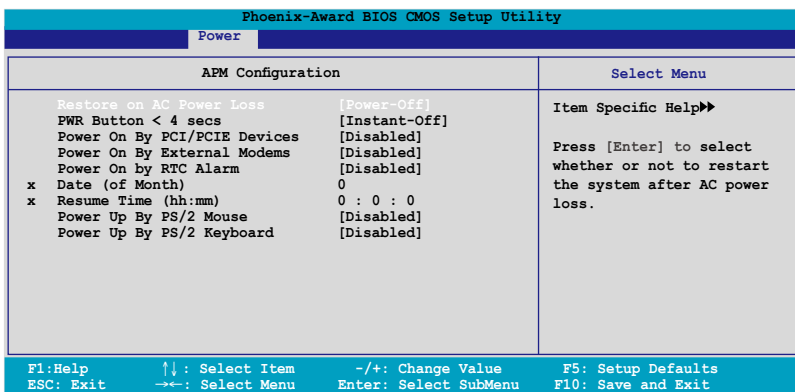 Phoenix-Award BIOS CMOS Setup Utility
Power
APM Configuration
Select Menu
Restore on AC Power Loss [Power-Off]
PWR Button < 4 secs [Instant-Off]
Power On By PCI/PCIE Devices [Disabled]
Power On By External Modems [Disabled]
Power On by RTC Alarm [Disabled]
x Date (of Month) 0
x Resume Time (hh:mm) 0 : 0 : 0
Power Up By PS/2 Mouse [Disabled]
Power Up By PS/2 Keyboard [Disabled]
Item Specific Help▶▶
Press [Enter] to select
whether or not to restart
the system after AC power
loss.
F1:Help ↑↓ : Select Item -/+: Change Value F5: Setup Defaults
ESC: Exit →←: Select Menu Enter: Select SubMenu F10: Save and Exit